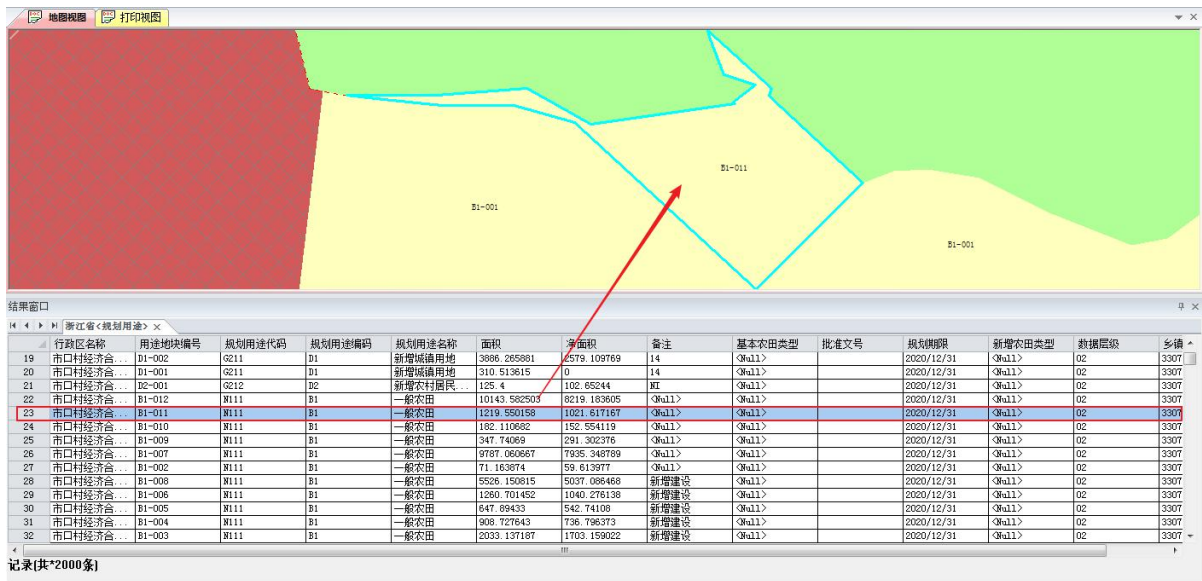 地图视图 打印视图
B1-011
B1-001
B1-001
结果窗口
浙江省<规划用途>
行政区名称 用途地块编号 规划用途代码 规划用途编码 规划用途名称 面积 净面积 备注 基本农田类型 批准文号 规划期限 新增农田类型 数据层级 乡镇
19 市口村经济合... D1-002 G211 D1 新增城镇用地 3886.265881 2579.109769 14 <Null> 2020/12/31 <Null> 02 3307
20 市口村经济合... D1-001 G211 D1 新增城镇用地 310.513615 0 14 <Null> 2020/12/31 <Null> 02 3307
21 市口村经济合... D2-001 G212 D2 新增农村居民... 125.4 102.65244 NI <Null> 2020/12/31 <Null> 02 3307
22 市口村经济合... B1-012 N111 B1 一般农田 10143.582503 8219.183605 <Null> <Null> 2020/12/31 <Null> 02 3307
23 市口村经济合... B1-011 N111 B1 一般农田 1219.550158 1021.617167 <Null> <Null> 2020/12/31 <Null> 02 3307
24 市口村经济合... B1-010 N111 B1 一般农田 182.110682 152.554119 <Null> <Null> 2020/12/31 <Null> 02 3307
25 市口村经济合... B1-009 N111 B1 一般农田 347.74069 291.302376 <Null> <Null> 2020/12/31 <Null> 02 3307
26 市口村经济合... B1-007 N111 B1 一般农田 9787.060667 7935.348789 <Null> <Null> 2020/12/31 <Null> 02 3307
27 市口村经济合... B1-002 N111 B1 一般农田 71.163874 59.613977 <Null> <Null> 2020/12/31 <Null> 02 3307
28 市口村经济合... B1-008 N111 B1 一般农田 5526.150815 5037.086468 新增建设 <Null> 2020/12/31 <Null> 02 3307
29 市口村经济合... B1-006 N111 B1 一般农田 1260.701452 1040.276138 新增建设 <Null> 2020/12/31 <Null> 02 3307
30 市口村经济合... B1-005 N111 B1 一般农田 647.89433 542.74108 新增建设 <Null> 2020/12/31 <Null> 02 3307
31 市口村经济合... B1-004 N111 B1 一般农田 908.727643 736.796373 新增建设 <Null> 2020/12/31 <Null> 02 3307
32 市口村经济合... B1-003 N111 B1 一般农田 2033.137187 1703.159022 新增建设 <Null> 2020/12/31 <Null> 02 3307
记录(共*2000条)